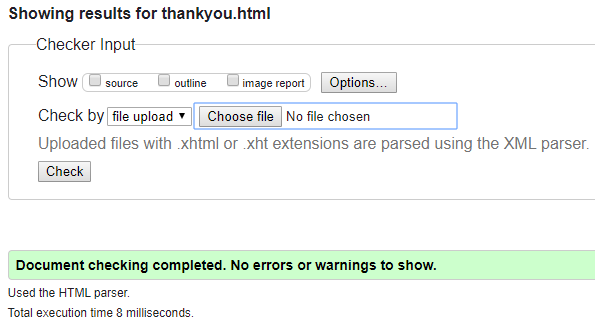 Showing results for thankyou.html
Checker Input
Show source outline image report Options...
Check by file upload Choose file No file chosen
Uploaded files with .xhtml or .xht extensions are parsed using the XML parser.
Check
Document checking completed. No errors or warnings to show.
Used the HTML parser.
Total execution time 8 milliseconds.